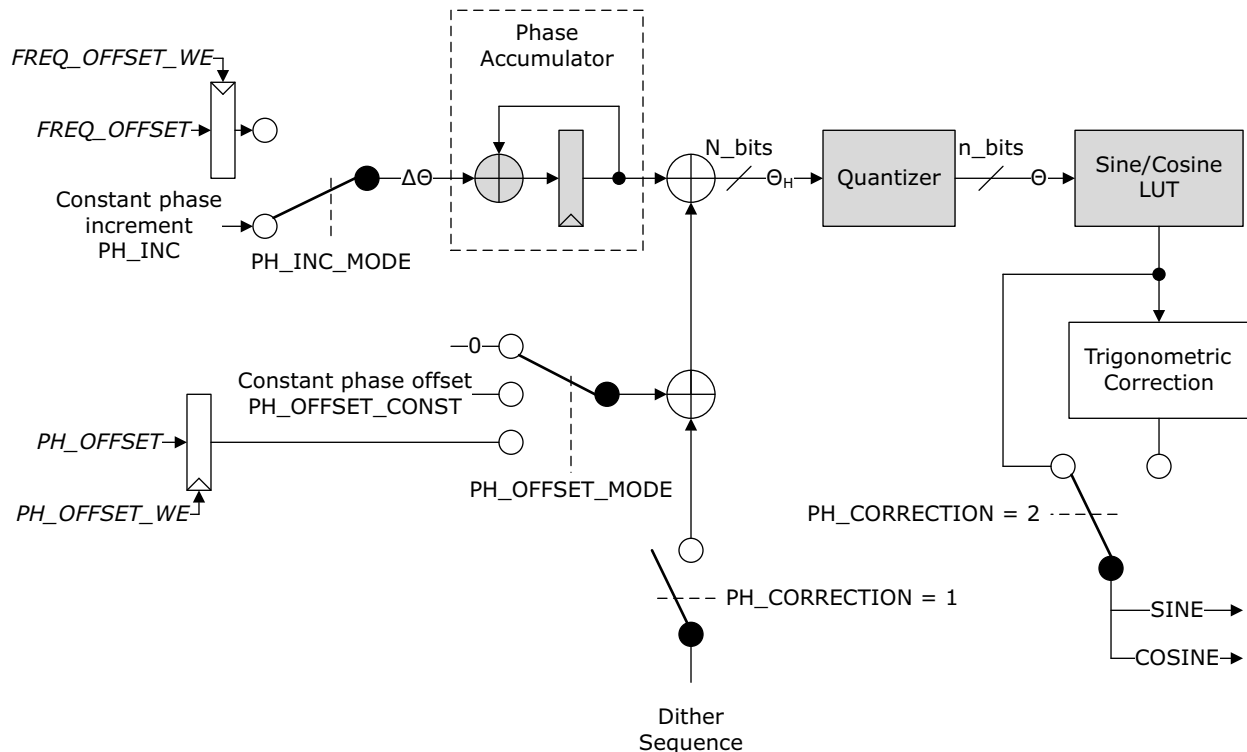 Phase
Accumulator
FREQ_OFFSET_WE
FREQ_OFFSET
N_bits
n_bits
ΔΘ
Θ_H
Quantizer
Θ
Sine/Cosine
LUT
Constant phase
increment
PH_INC
PH_INC_MODE
0
Constant phase offset
PH_OFFSET_CONST
Trigonometric
Correction
PH_OFFSET
PH_OFFSET_WE
PH_OFFSET_MODE
PH_CORRECTION = 2
PH_CORRECTION = 1
SINE
COSINE
Dither
Sequence